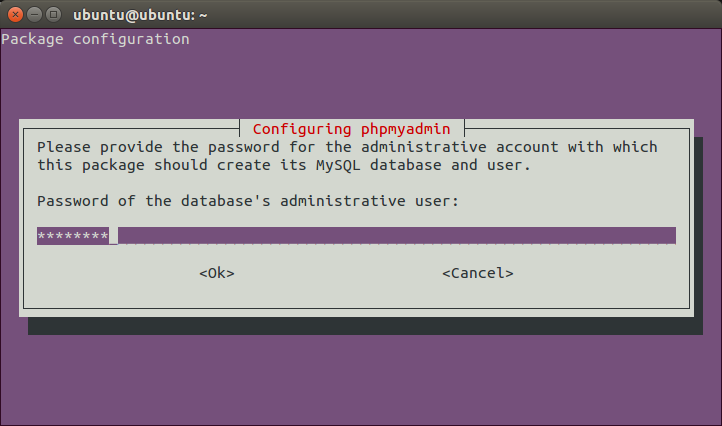 ubuntu@ubuntu: ~
Package configuration
Configuring phpmyadmin
Please provide the password for the administrative account with which
this package should create its MySQL database and user.
Password of the database's administrative user:
********
<Ok> <Cancel>